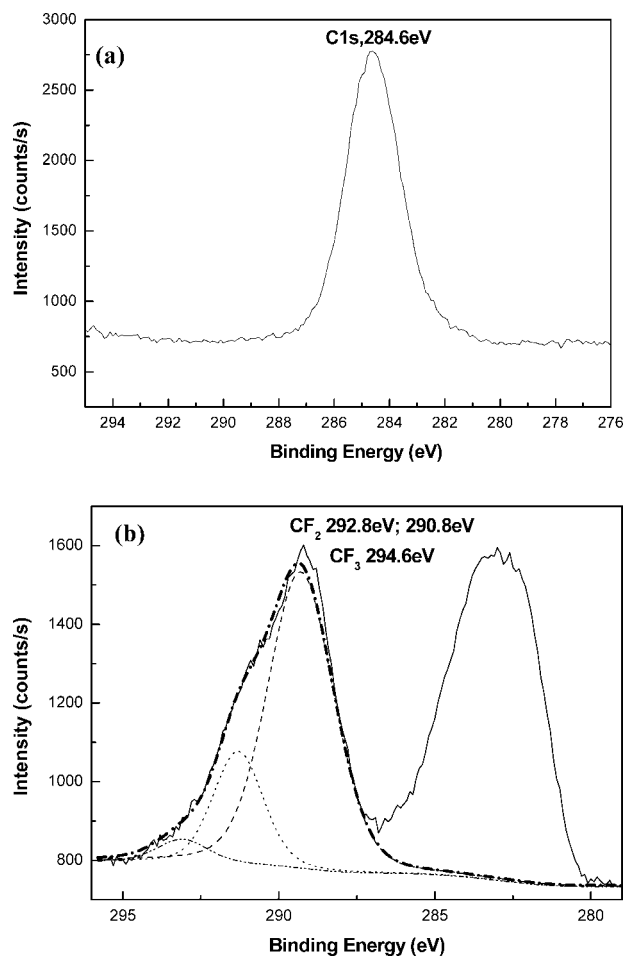 (a)
C1s,284.6eV
Intensity (counts/s)
3000
2500
2000
1500
1000
500
294 292 290 288 286 284 282 280 278 276
Binding Energy (eV)
(b)
CF₂ 292.8eV; 290.8eV
CF₃ 294.6eV
Intensity (counts/s)
1600
1400
1200
1000
800
295 290 285 280
Binding Energy (eV)